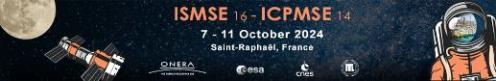 ISMSE 16 - ICPMSE 14
7 - 11 October 2024
Saint-Raphaël, France
ONERA
esa
cnes